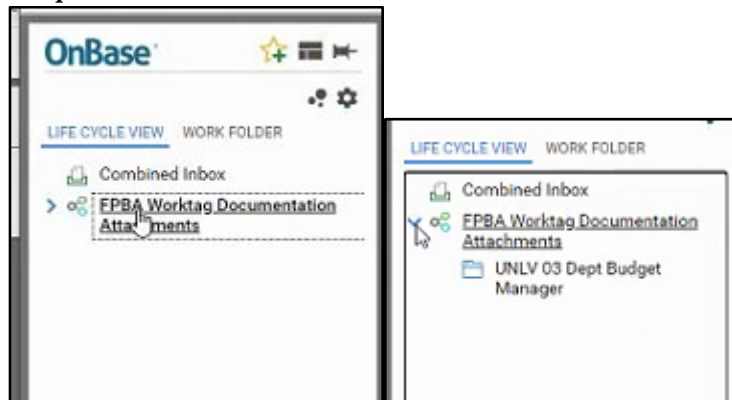 OnBase
LIFE CYCLE VIEW WORK FOLDER
Combined Inbox
FPBA Worktag Documentation
Attachments
LIFE CYCLE VIEW WORK FOLDER
Combined Inbox
FPBA Worktag Documentation
Attachments
UNLV 03 Dept Budget
Manager